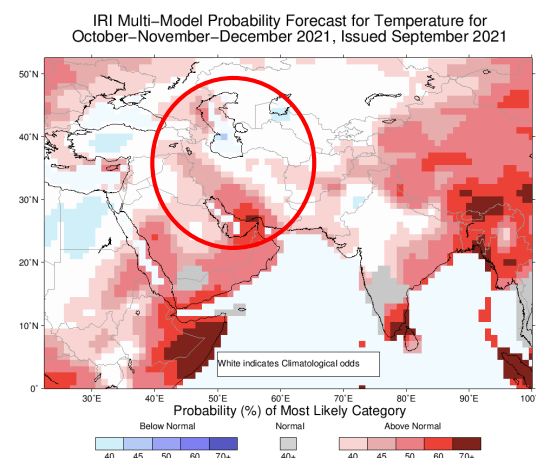 IRI Multi-Model Probability Forecast for Temperature for
October-November-December 2021, Issued September 2021
50˚N
40˚N
30˚N
20˚N
10˚N
0˚
White indicates Climatological odds
30˚E 40˚E 50˚E 60˚E 70˚E 80˚E 90˚E 100˚
Probability (%) of Most Likely Category
Below Normal Normal Above Normal
40 45 50 60 70+ 40+ 40 45 50 60 70+